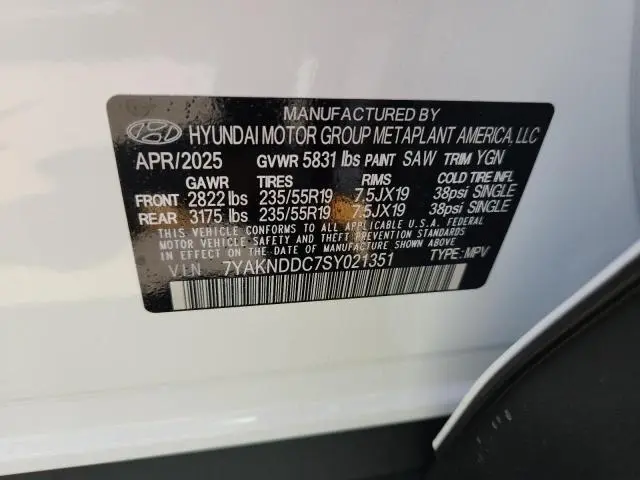 MANUFACTURED BY
HYUNDAI MOTOR GROUP METAPLANT AMERICA, LLC
APR/2025 GVWR 5831 lbs PAINT SAW TRIM YGN
GAWR TIRES RIMS COLD TIRE INFL
FRONT 2822 lbs 235/55R19 7.5JX19 38psi SINGLE
REAR 3175 lbs 235/55R19 7.5JX19 38psi SINGLE
THIS VEHICLE CONFORMS TO ALL APPLICABLE U.S.A. FEDERAL
MOTOR VEHICLE SAFETY AND THEFT PREVENTION STANDARDS
IN EFFECT ON THE DATE OF MANUFACTURE SHOWN ABOVE.
VIN 7YAKNDDC7SY021351 TYPE:MPV